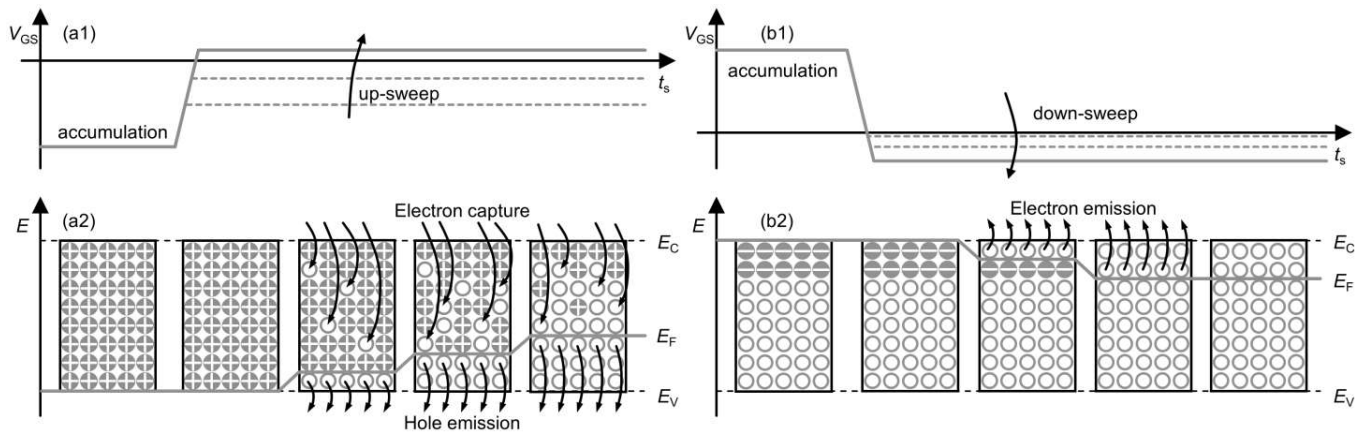 V_GS (a1)
t_s
up-sweep
accumulation
V_GS (b1)
accumulation
down-sweep
t_s
E (a2)
Electron capture
E_C
E_F
E_V
Hole emission
E (b2)
Electron emission
E_C
E_F
E_V